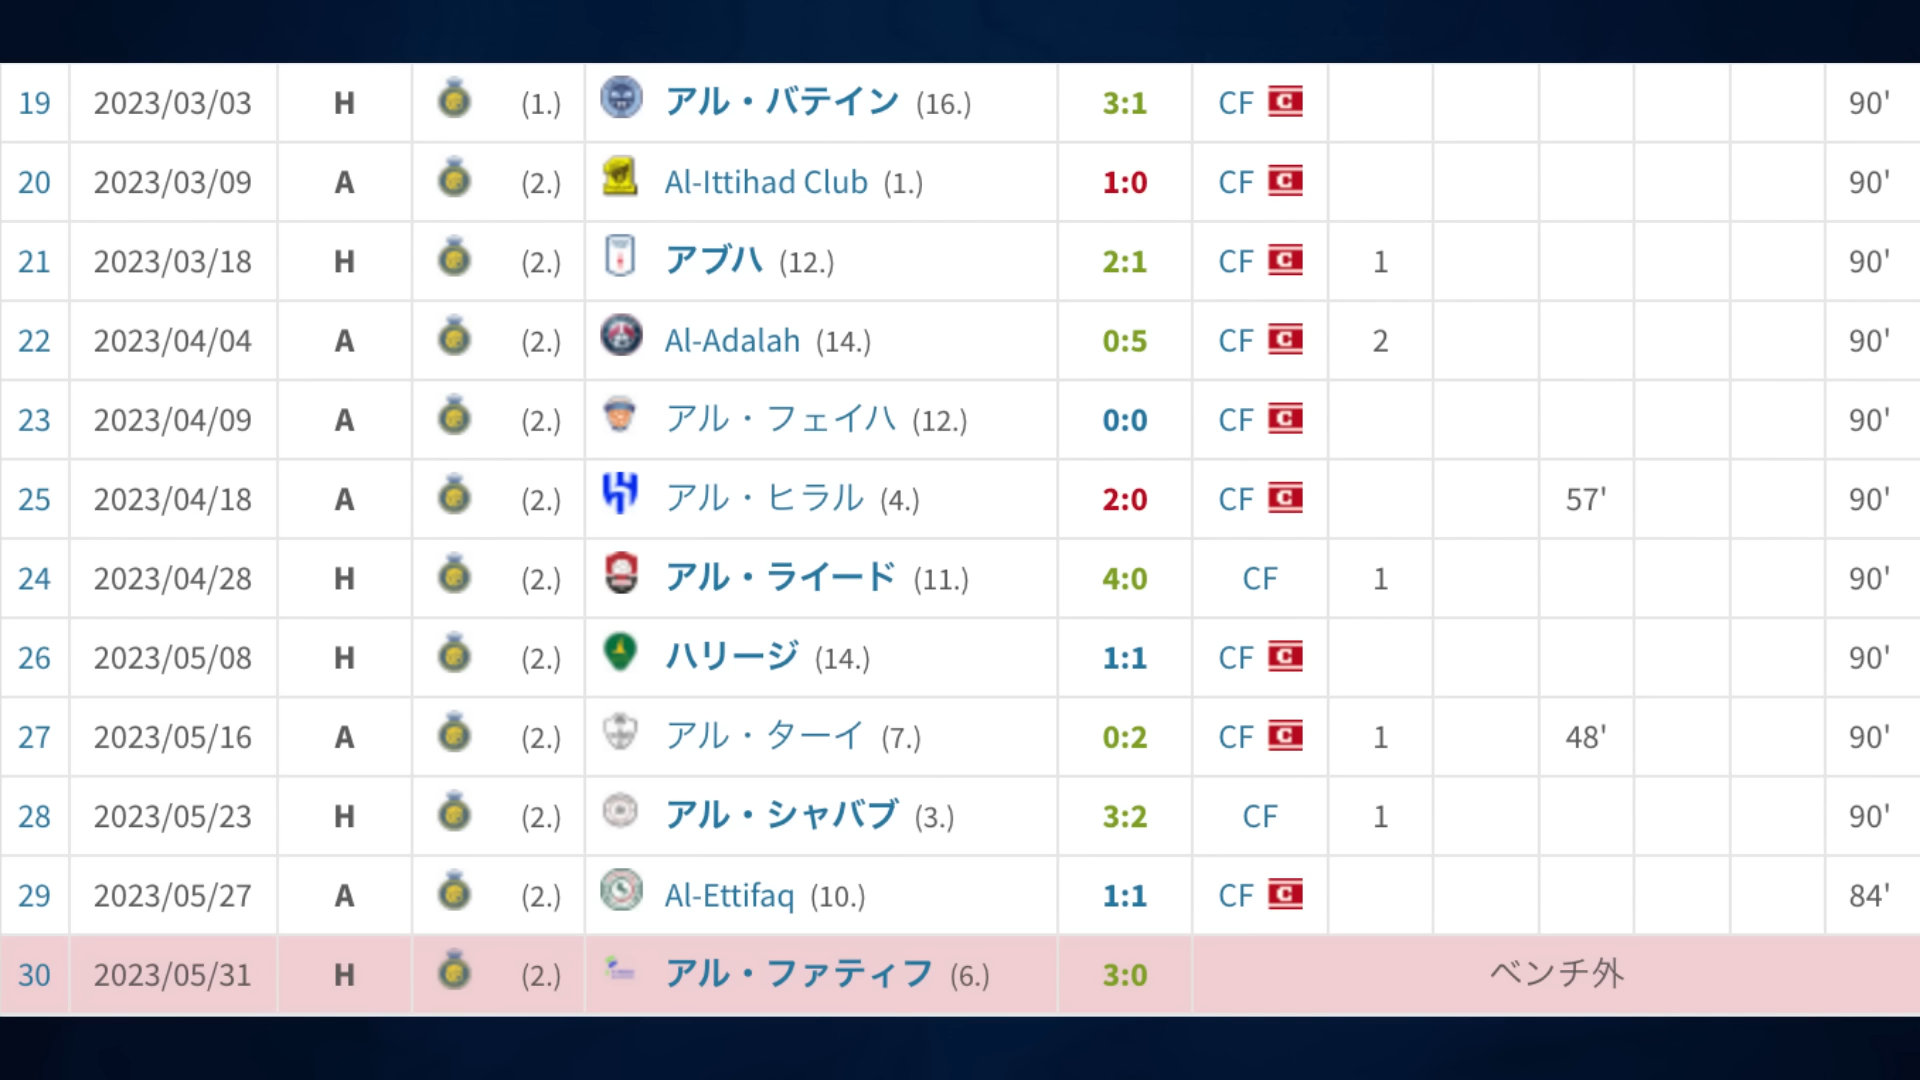 19 2023/03/03 H (1.) アル・バテイン (16.) 3:1 CF C 90'
20 2023/03/09 A (2.) Al-Ittihad Club (1.) 1:0 CF C 90'
21 2023/03/18 H (2.) アブハ (12.) 2:1 CF C 1 90'
22 2023/04/04 A (2.) Al-Adalah (14.) 0:5 CF C 2 90'
23 2023/04/09 A (2.) アル・フェイハ (12.) 0:0 CF C 90'
25 2023/04/18 A (2.) アル・ヒラル (4.) 2:0 CF C 57' 90'
24 2023/04/28 H (2.) アル・ライード (11.) 4:0 CF 1 90'
26 2023/05/08 H (2.) ハリージ (14.) 1:1 CF C 90'
27 2023/05/16 A (2.) アル・ターイ (7.) 0:2 CF C 1 48' 90'
28 2023/05/23 H (2.) アル・シャバブ (3.) 3:2 CF 1 90'
29 2023/05/27 A (2.) Al-Ettifaq (10.) 1:1 CF C 84'
30 2023/05/31 H (2.) アル・ファティフ (6.) 3:0 ベンチ外